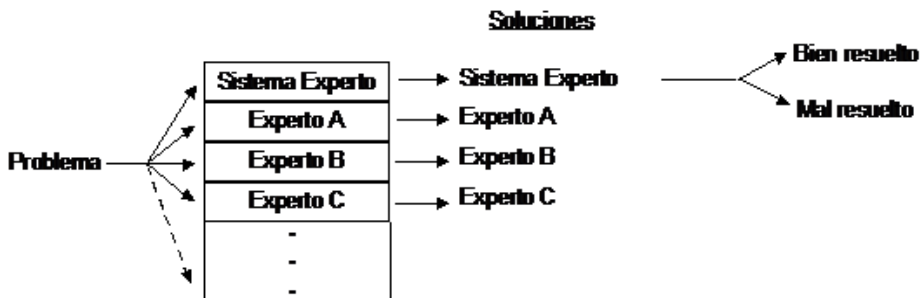 Soluciones
Problema
Sistema Experto
Experto A
Experto B
Experto C
-
-
-
Sistema Experto
Experto A
Experto B
Experto C
Bien resuelto
Mal resuelto